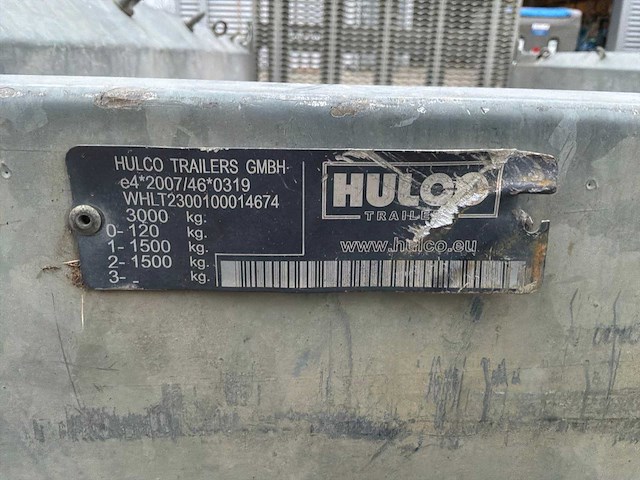 HULCO TRAILERS GMBH
e4*2007/46*0319
WHLT2300100014674
3000 kg.
0- 120 kg.
1- 1500 kg.
2- 1500 kg.
3- - kg.
HULCO
TRAILE
www.hulco.eu